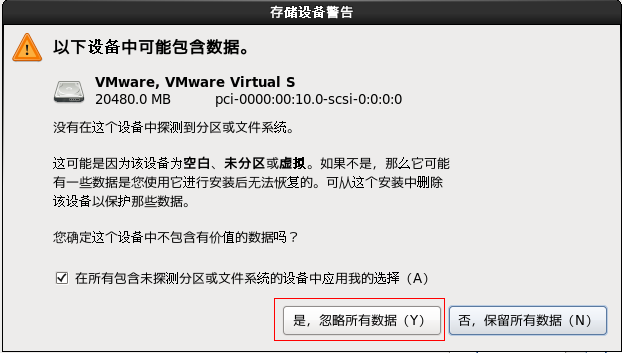 存储设备警告
以下设备中可能包含数据。
VMware, VMware Virtual S
20480.0 MB pci-0000:00:10.0-scsi-0:0:0:0
没有在这个设备中探测到分区或文件系统。
这可能是因为该设备为空白、未分区或虚拟。如果不是，那么它可能
有一些数据是您使用它进行安装后无法恢复的。可从这个安装中删除
该设备以保护那些数据。
您确定这个设备中不包含有价值的数据吗？
在所有包含未探测分区或文件系统的设备中应用我的选择（A）
是，忽略所有数据（Y） 否，保留所有数据（N）